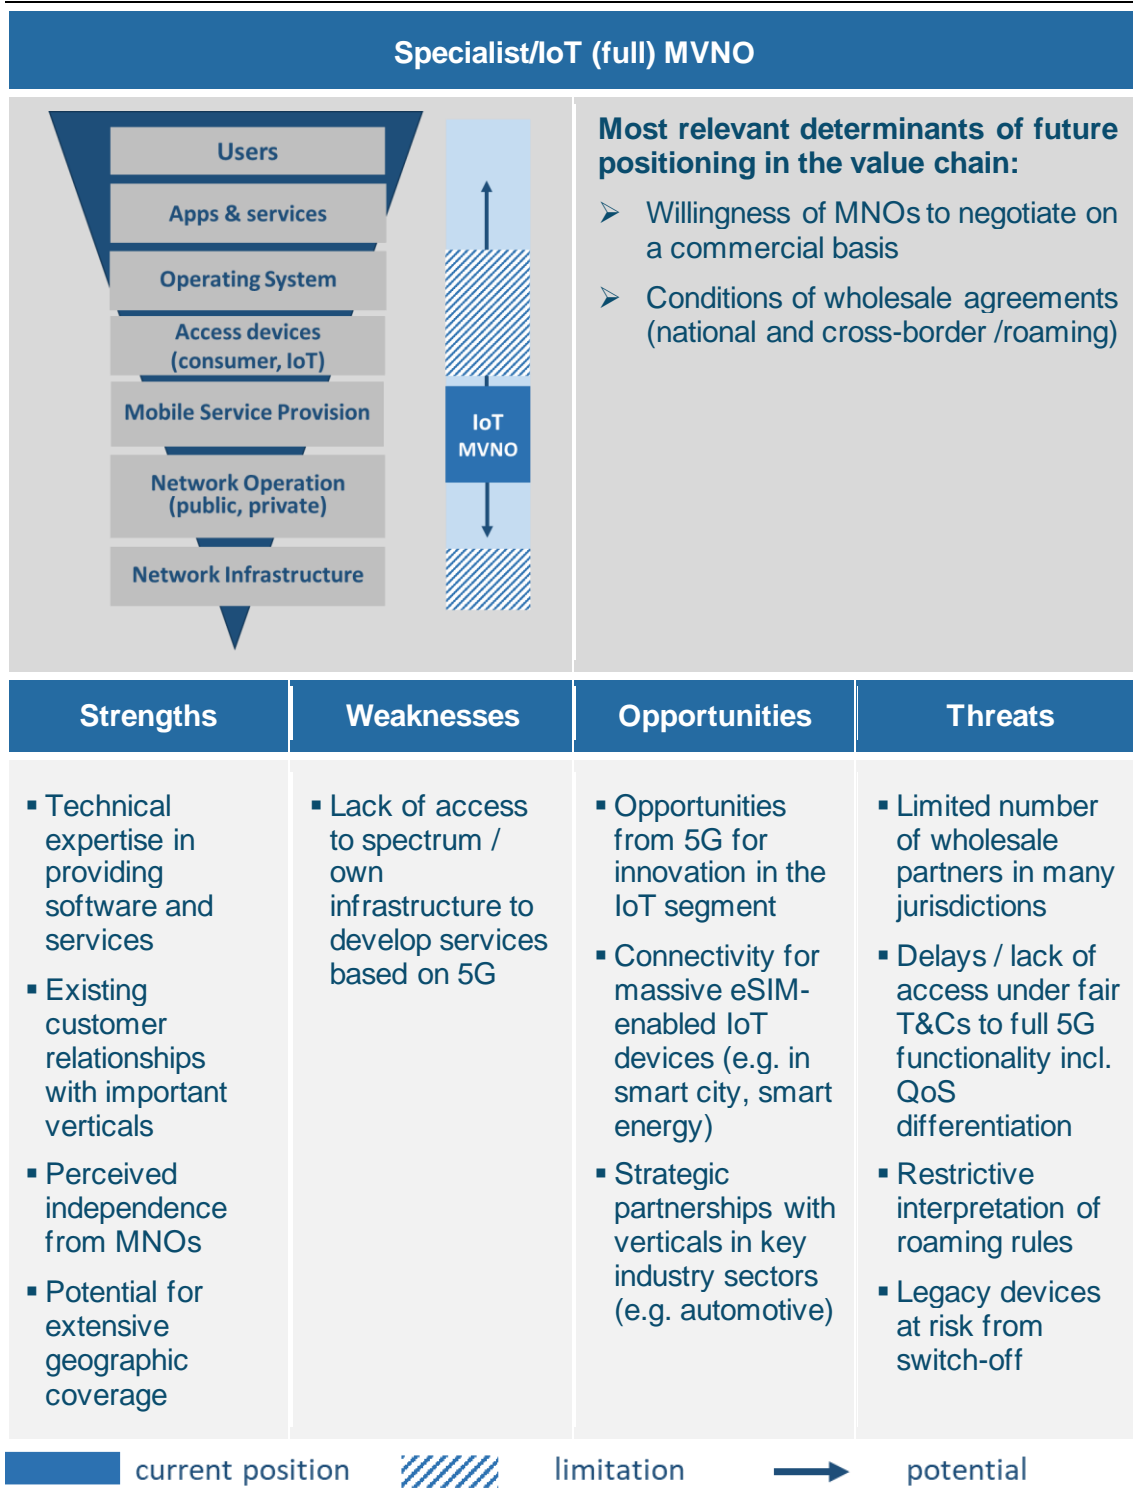 Specialist/IoT (full) MVNO
Users
Apps & services
Operating System
Access devices
(consumer, IoT)
Mobile Service Provision
Network Operation
(public, private)
Network Infrastructure
IoT
MVNO
Most relevant determinants of future
positioning in the value chain:
➢ Willingness of MNOs to negotiate on
a commercial basis
➢ Conditions of wholesale agreements
(national and cross-border /roaming)
Strengths
▪ Technical
expertise in
providing
software and
services
▪ Existing
customer
relationships
with important
verticals
▪ Perceived
independence
from MNOs
▪ Potential for
extensive
geographic
coverage
Weaknesses
▪ Lack of access
to spectrum /
own
infrastructure to
develop services
based on 5G
Opportunities
▪ Opportunities
from 5G for
innovation in the
IoT segment
▪ Connectivity for
massive eSIM-
enabled IoT
devices (e.g. in
smart city, smart
energy)
▪ Strategic
partnerships with
verticals in key
industry sectors
(e.g. automotive)
Threats
▪ Limited number
of wholesale
partners in many
jurisdictions
▪ Delays / lack of
access under fair
T&Cs to full 5G
functionality incl.
QoS
differentiation
▪ Restrictive
interpretation of
roaming rules
▪ Legacy devices
at risk from
switch-off
current position
limitation
potential